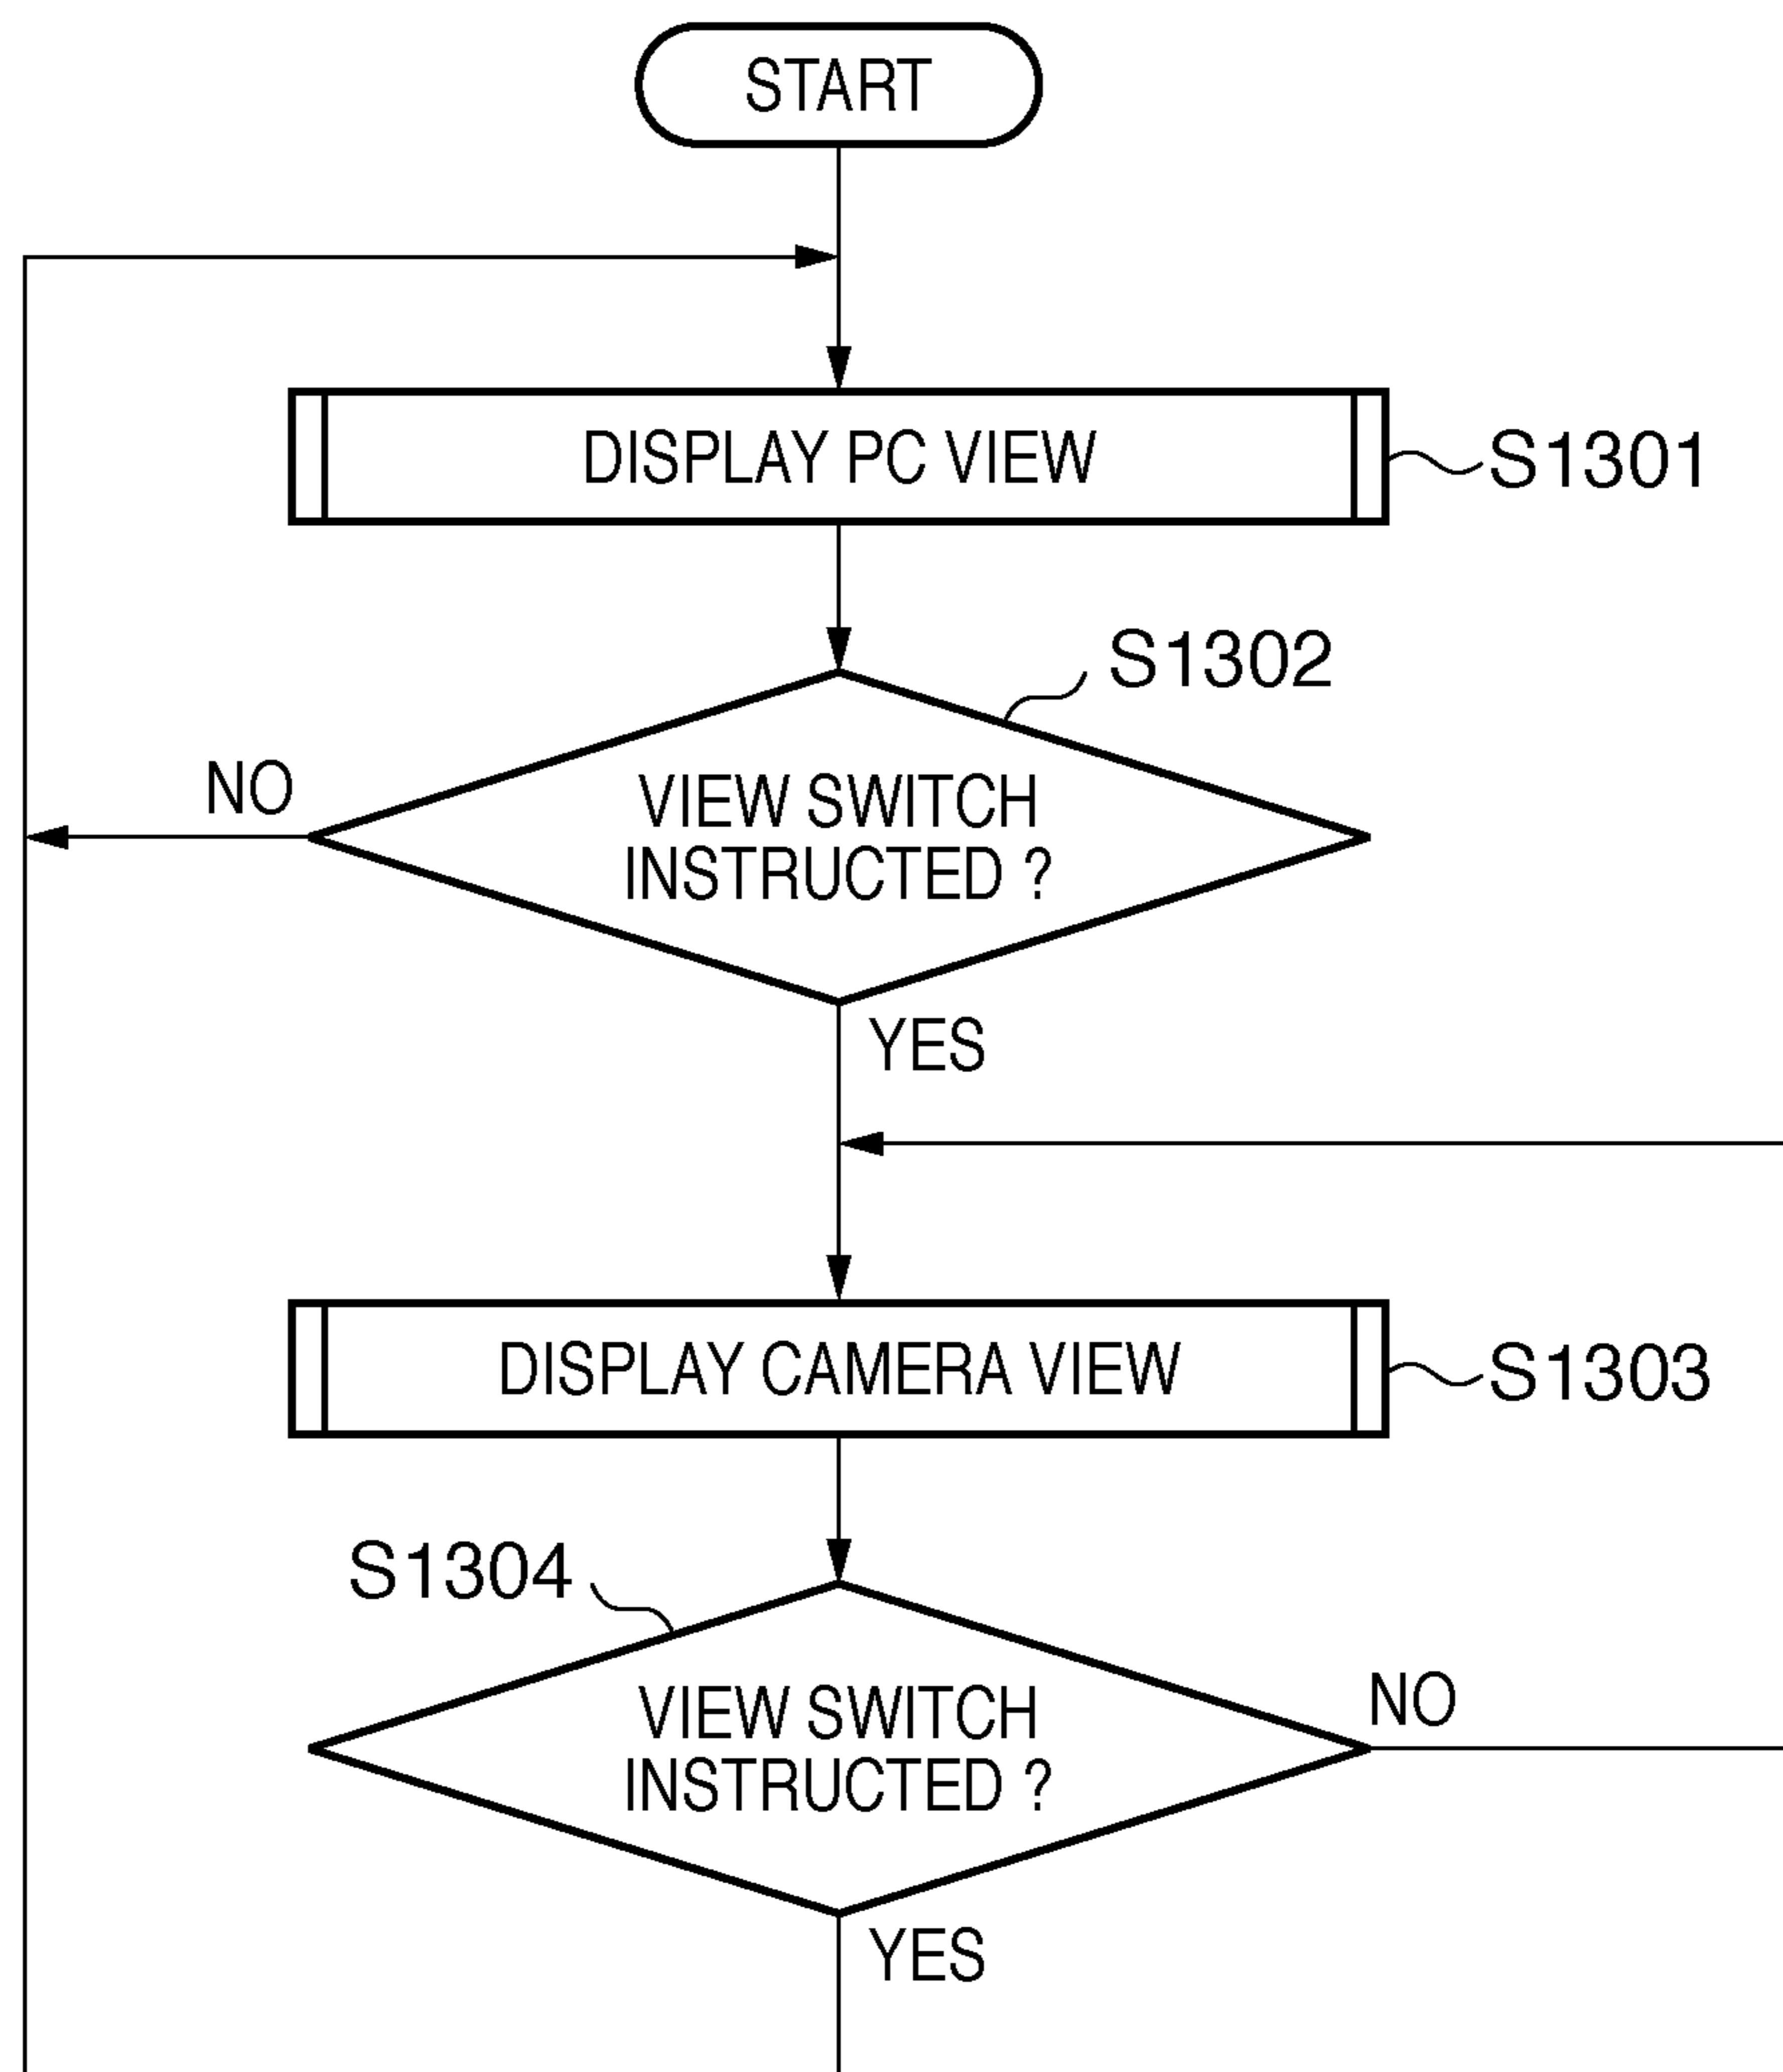 START
DISPLAY PC VIEW
S1301
S1302
VIEW SWITCH
INSTRUCTED ?
NO
YES
DISPLAY CAMERA VIEW
S1303
S1304
VIEW SWITCH
INSTRUCTED ?
NO
YES